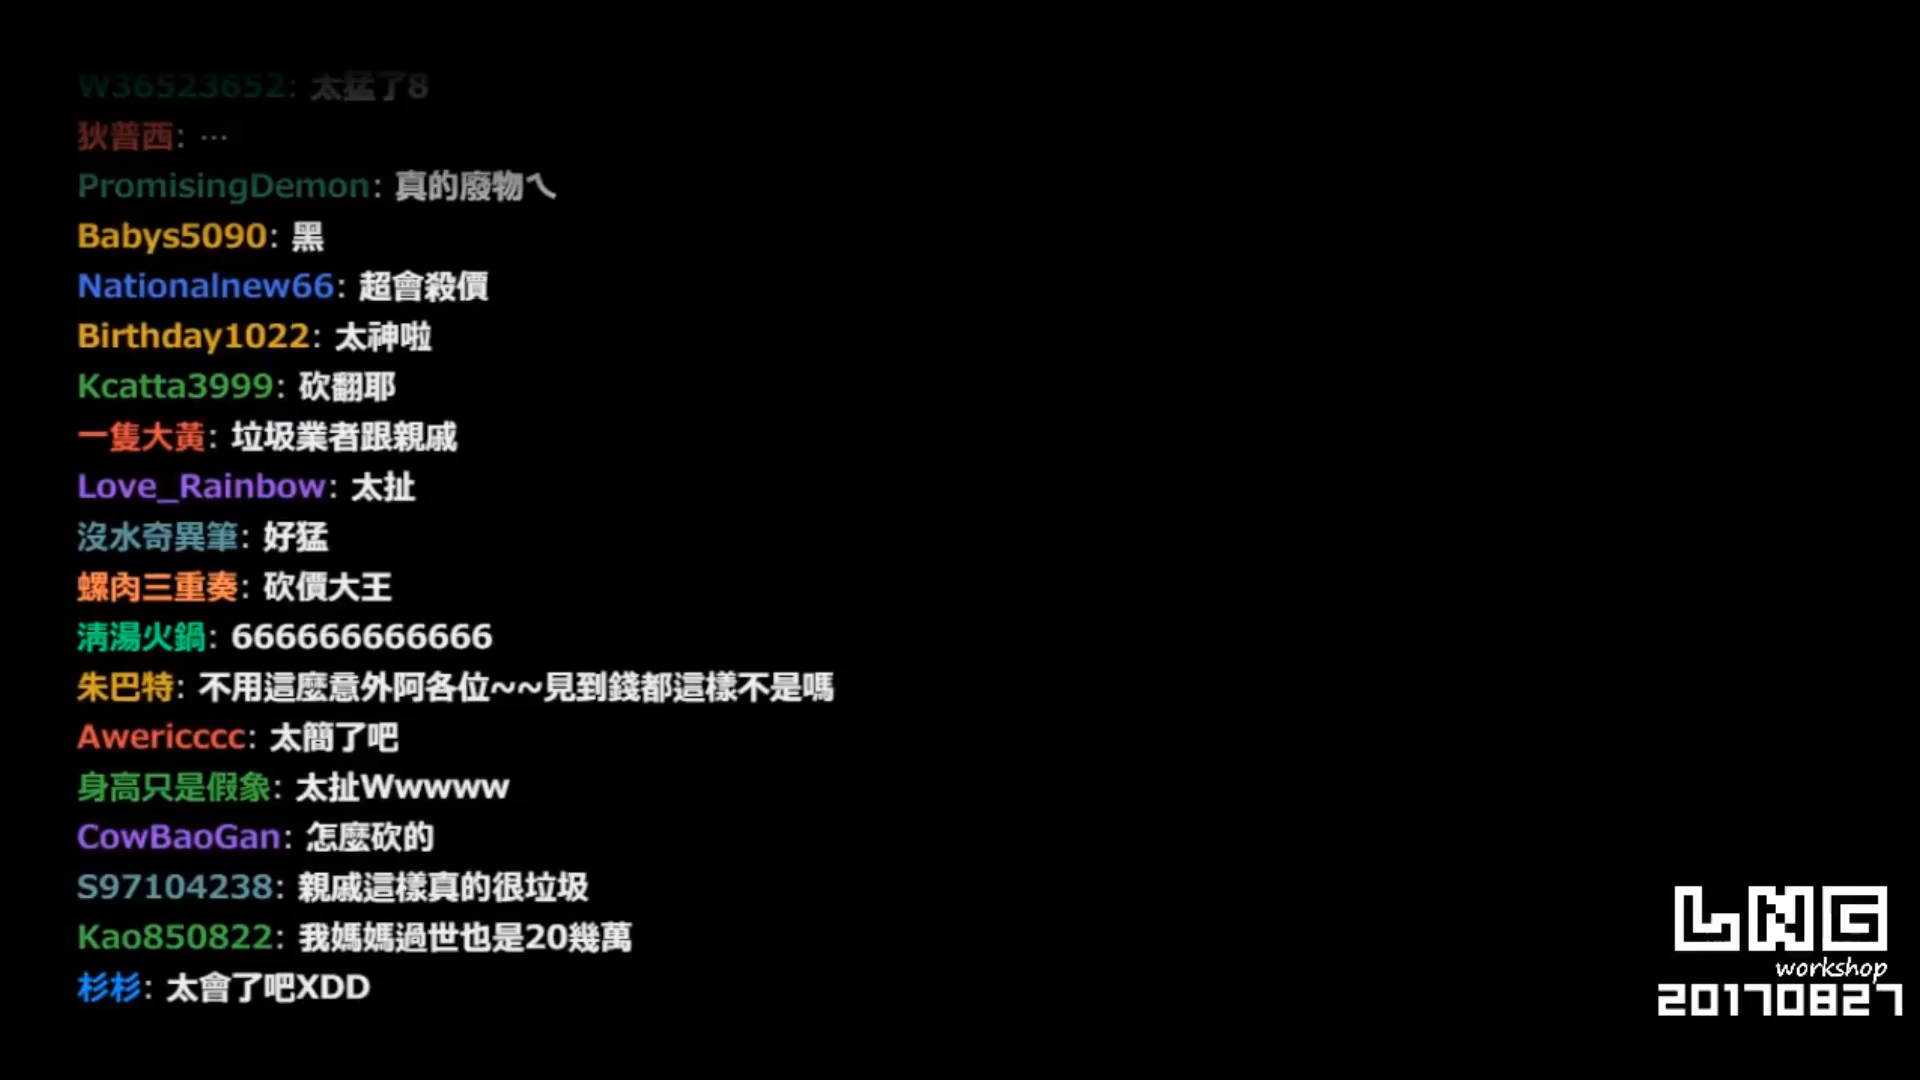 W36523652: 太猛了8
狄普西: …
PromisingDemon: 真的廢物ㄟ
Babys5090: 黑
Nationalnew66: 超會殺價
Birthday1022: 太神啦
Kcatta3999: 砍翻耶
一隻大黃: 垃圾業者跟親戚
Love_Rainbow: 太扯
沒水奇異筆: 好猛
螺肉三重奏: 砍價大王
清湯火鍋: 666666666666
朱巴特: 不用這麼意外阿各位~~見到錢都這樣不是嗎
Awericccc: 太簡了吧
身高只是假象: 太扯Wwwww
CowBaoGan: 怎麼砍的
S97104238: 親戚這樣真的很垃圾
Kao850822: 我媽媽過世也是20幾萬
杉杉: 太會了吧XDD
LNG
workshop
20170827